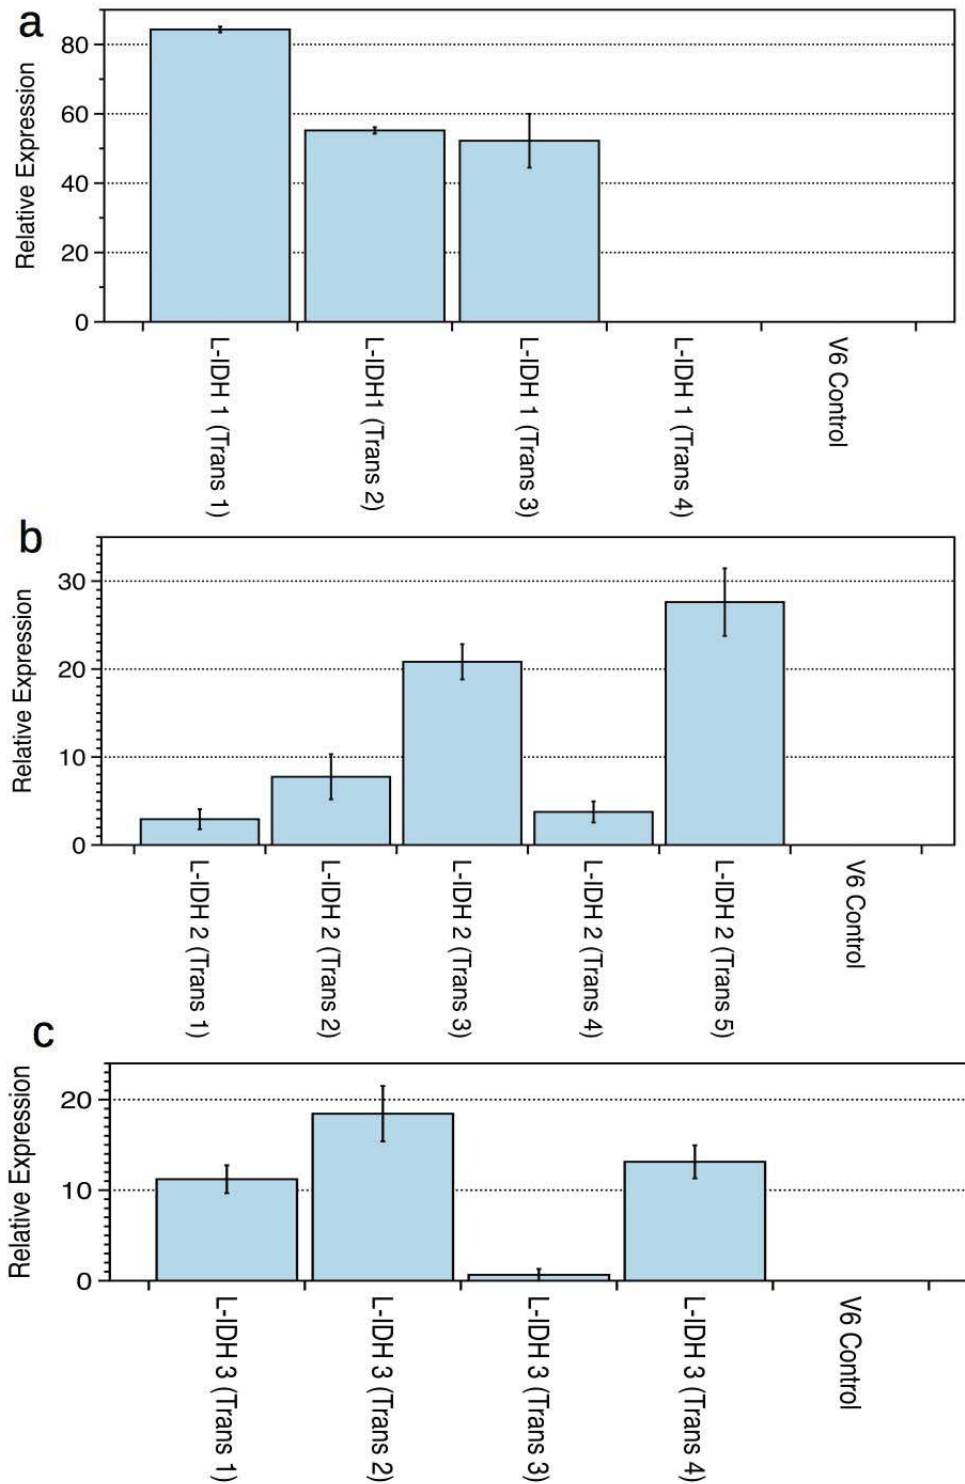 a
Relative Expression
80
60
40
20
0
L-IDH 1 (Trans 1)
L-IDH1 (Trans 2)
L-IDH 1 (Trans 3)
L-IDH 1 (Trans 4)
V6 Control
b
Relative Expression
30
20
10
0
L-IDH 2 (Trans 1)
L-IDH 2 (Trans 2)
L-IDH 2 (Trans 3)
L-IDH 2 (Trans 4)
L-IDH 2 (Trans 5)
V6 Control
c
Relative Expression
20
10
0
L-IDH 3 (Trans 1)
L-IDH 3 (Trans 2)
L-IDH 3 (Trans 3)
L-IDH 3 (Trans 4)
V6 Control